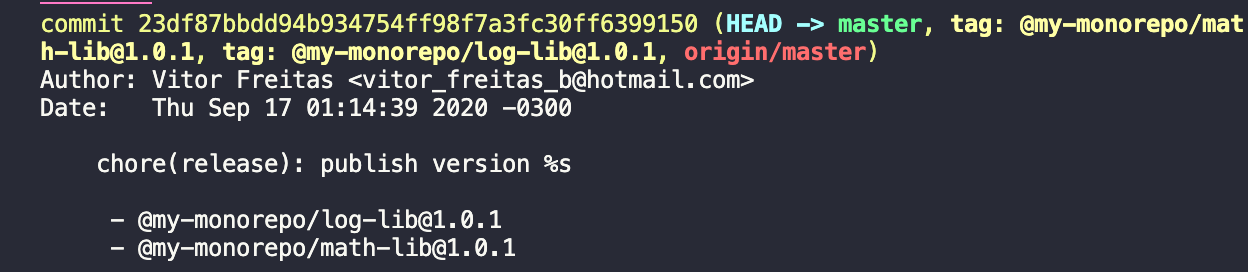 commit 23df87bbdd94b934754ff98f7a3fc30ff6399150 (HEAD -> master, tag: @my-monorepo/mat
h-lib@1.0.1, tag: @my-monorepo/log-lib@1.0.1, origin/master)
Author: Vitor Freitas <vitor_freitas_b@hotmail.com>
Date:   Thu Sep 17 01:14:39 2020 -0300
chore(release): publish version %s
- @my-monorepo/log-lib@1.0.1
- @my-monorepo/math-lib@1.0.1